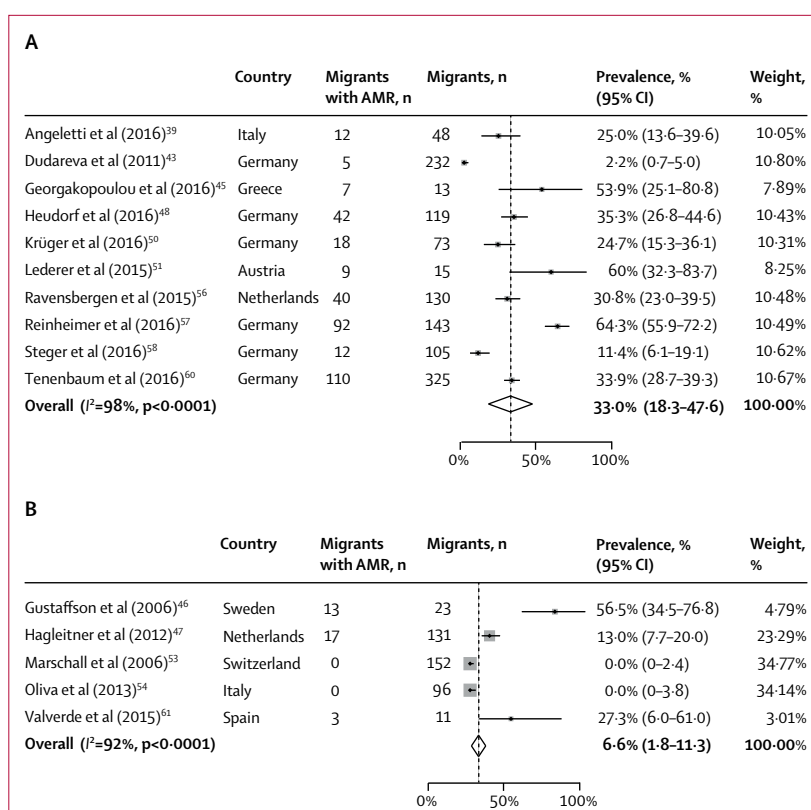 A
Country Migrants with AMR, n Migrants, n Prevalence, % (95% CI) Weight, %
Angeletti et al (2016)³⁹ Italy 12 48 25·0% (13·6–39·6) 10·05%
Dudareva et al (2011)⁴³ Germany 5 232 2·2% (0·7–5·0) 10·80%
Georgakopoulou et al (2016)⁴⁵ Greece 7 13 53·9% (25·1–80·8) 7·89%
Heudorf et al (2016)⁴⁸ Germany 42 119 35·3% (26·8–44·6) 10·43%
Krüger et al (2016)⁵⁰ Germany 18 73 24·7% (15·3–36·1) 10·31%
Lederer et al (2015)⁵¹ Austria 9 15 60% (32·3–83·7) 8·25%
Ravensbergen et al (2015)⁵⁶ Netherlands 40 130 30·8% (23·0–39·5) 10·48%
Reinheimer et al (2016)⁵⁷ Germany 92 143 64·3% (55·9–72·2) 10·49%
Steger et al (2016)⁵⁸ Germany 12 105 11·4% (6·1–19·1) 10·62%
Tenenbaum et al (2016)⁶⁰ Germany 110 325 33·9% (28·7–39·3) 10·67%
Overall (I²=98%, p<0·0001) 33·0% (18·3–47·6) 100·00%
0% 50% 100%
B
Country Migrants with AMR, n Migrants, n Prevalence, % (95% CI) Weight, %
Gustaffson et al (2006)⁴⁶ Sweden 13 23 56·5% (34·5–76·8) 4·79%
Hagleitner et al (2012)⁴⁷ Netherlands 17 131 13·0% (7·7–20·0) 23·29%
Marschall et al (2006)⁵³ Switzerland 0 152 0·0% (0–2·4) 34·77%
Oliva et al (2013)⁵⁴ Italy 0 96 0·0% (0–3·8) 34·14%
Valverde et al (2015)⁶¹ Spain 3 11 27·3% (6·0–61·0) 3·01%
Overall (I²=92%, p<0·0001) 6·6% (1·8–11·3) 100·00%
0% 50% 100%